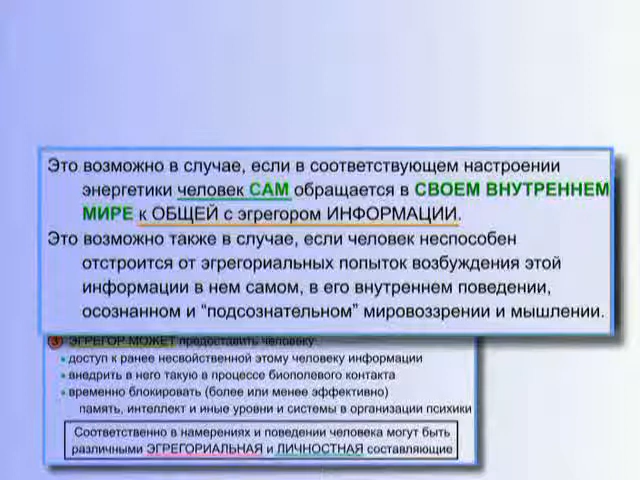 Это возможно в случае, если в соответствующем настроении
энергетики человек САМ обращается в СВОЕМ ВНУТРЕННЕМ
МИРЕ к ОБЩЕЙ с эгрегором ИНФОРМАЦИИ.
Это возможно также в случае, если человек неспособен
отстроится от эгрегориальных попыток возбуждения этой
информации в нем самом, в его внутреннем поведении,
осознанном и “подсознательном” мировоззрении и мышлении.
3 ЭГРЕГОР МОЖЕТ предоставить человеку:
• доступ к ранее несвойственной этому человеку информации
• внедрить в него такую в процессе биополевого контакта
• временно блокировать (более или менее эффективно)
память, интеллект и иные уровни и системы в организации психики
Соответственно в намерениях и поведении человека могут быть
различными ЭГРЕГОРИАЛЬНАЯ и ЛИЧНОСТНАЯ составляющие